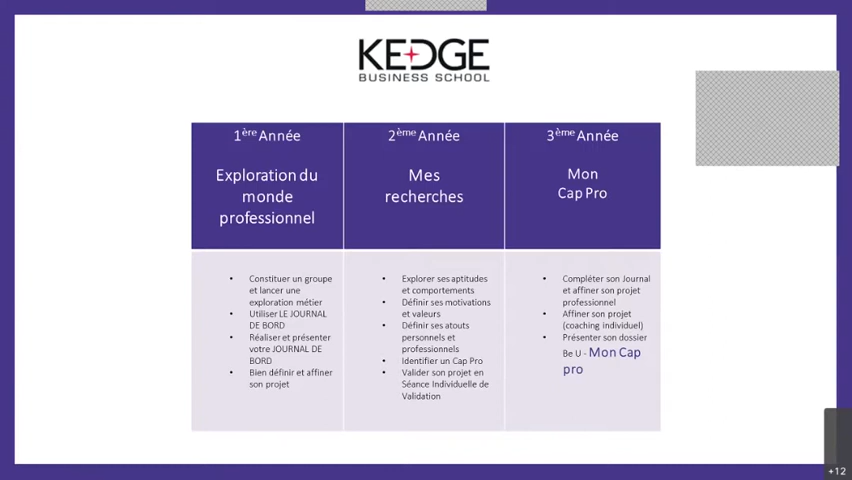 KEDGE
BUSINESS SCHOOL
1ère Année
Exploration du
monde
professionnel
2ème Année
Mes
recherches
3ème Année
Mon
Cap Pro
• Constituer un groupe
et lancer une
exploration métier
• Utiliser LE JOURNAL
DE BORD
• Réaliser et présenter
votre JOURNAL DE
BORD
• Bien définir et affiner
son projet
• Explorer ses aptitudes
et comportements
• Définir ses motivations
et valeurs
• Définir ses atouts
personnels et
professionnels
• Identifier un Cap Pro
• Valider son projet en
Séance Individuelle de
Validation
• Compléter son Journal
et affiner son projet
professionnel
• Affiner son projet
(coaching individuel)
• Présenter son dossier
Be U - Mon Cap
pro
+12